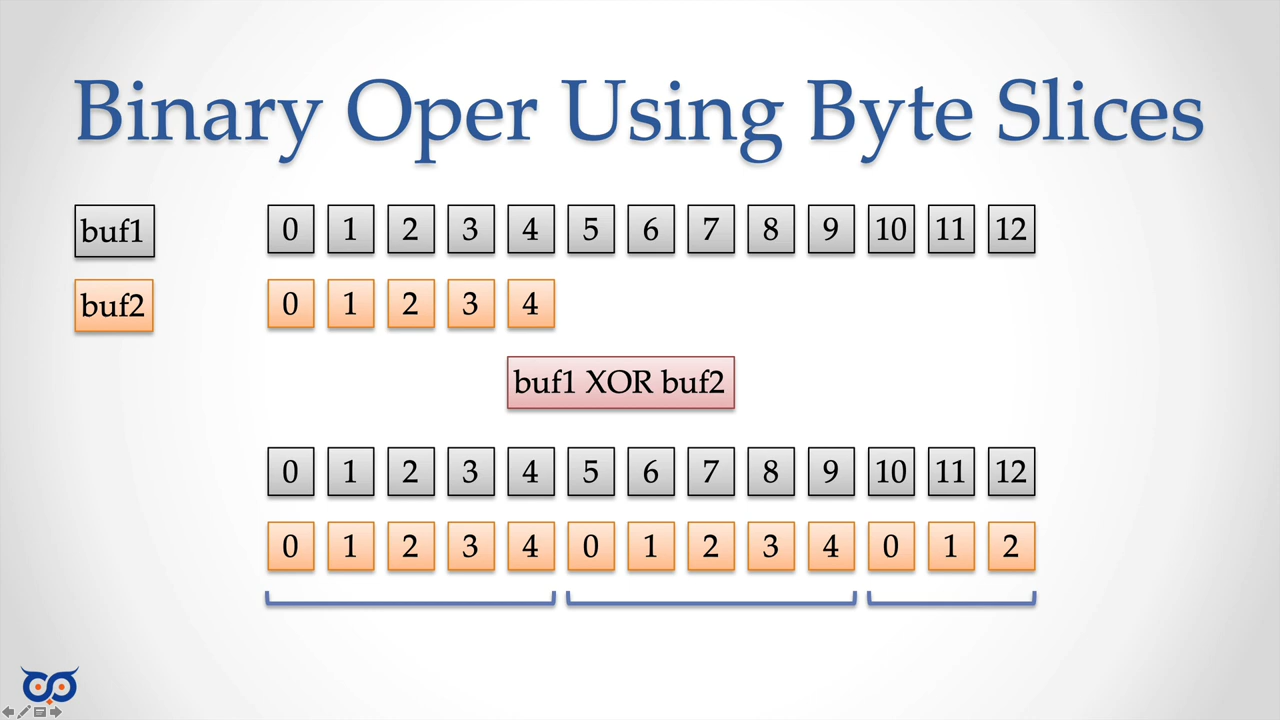 Binary Oper Using Byte Slices
buf1 0 1 2 3 4 5 6 7 8 9 10 11 12
buf2 0 1 2 3 4
buf1 XOR buf2
0 1 2 3 4 5 6 7 8 9 10 11 12
0 1 2 3 4 0 1 2 3 4 0 1 2